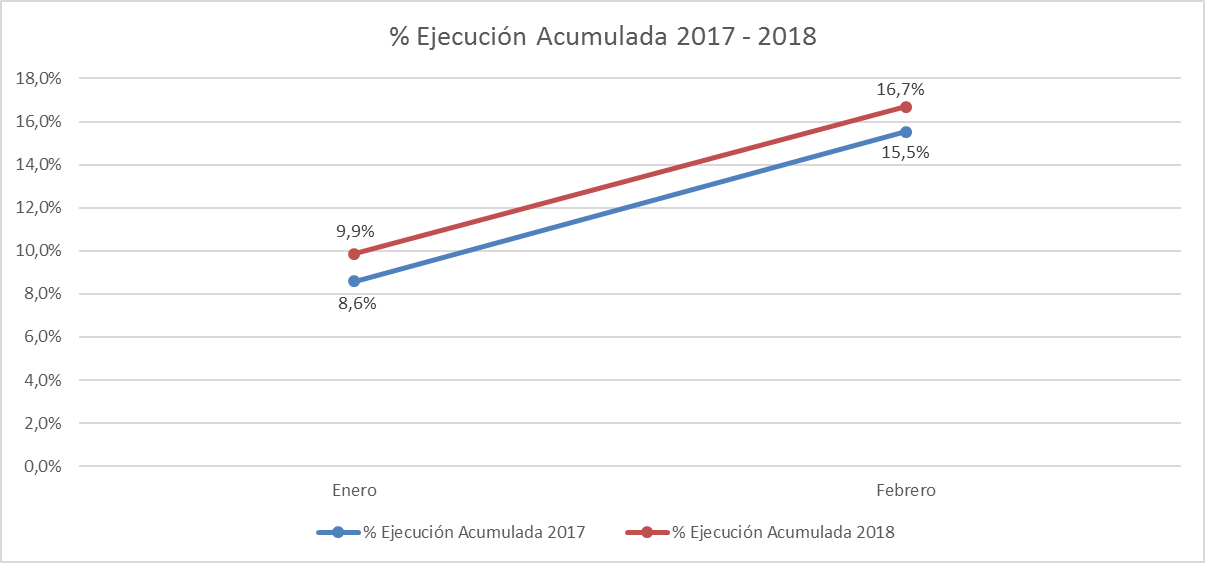 % Ejecución Acumulada 2017 - 2018
18,0%
16,0%
14,0%
12,0%
10,0%
8,0%
6,0%
4,0%
2,0%
0,0%
16,7%
15,5%
9,9%
8,6%
Enero
Febrero
% Ejecución Acumulada 2017
% Ejecución Acumulada 2018